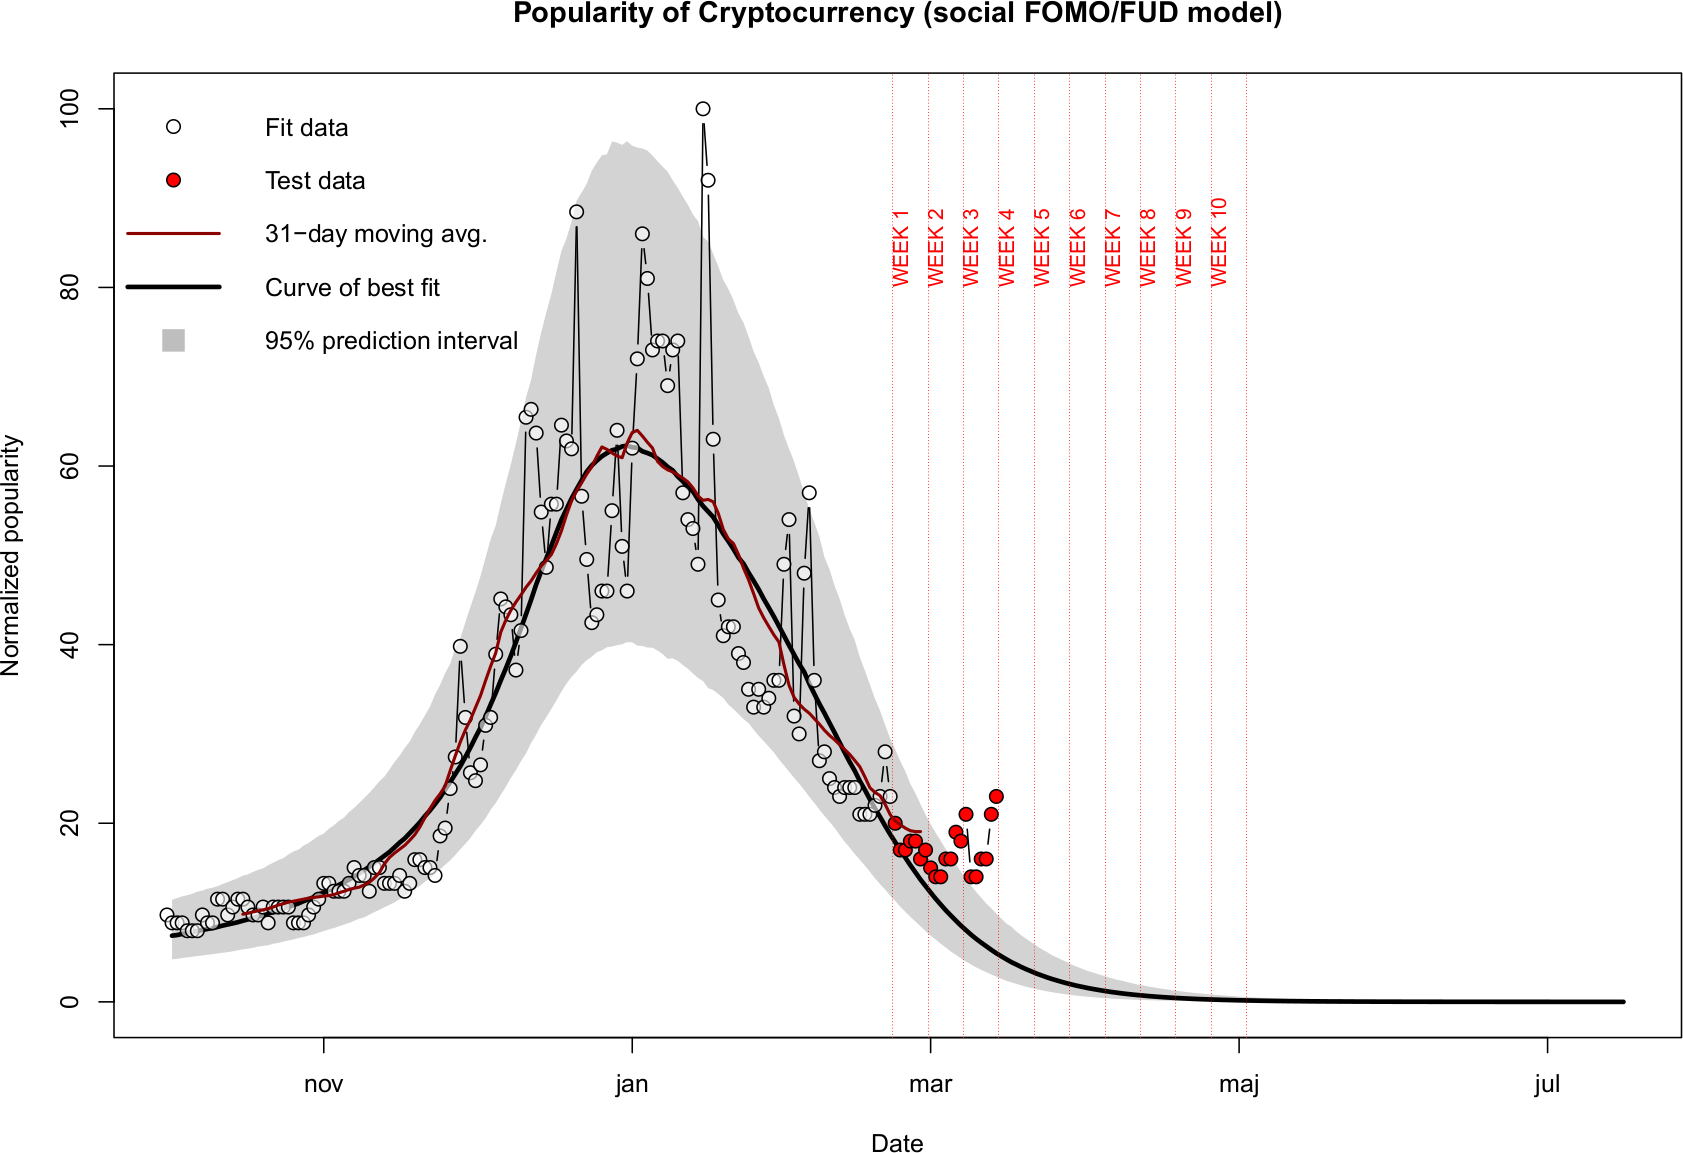 Popularity of Cryptocurrency (social FOMO/FUD model)
Normalized popularity
100
80
60
40
20
0
Fit data
Test data
31−day moving avg.
Curve of best fit
95% prediction interval
WEEK 1
WEEK 2
WEEK 3
WEEK 4
WEEK 5
WEEK 6
WEEK 7
WEEK 8
WEEK 9
WEEK 10
nov
jan
mar
maj
jul
Date